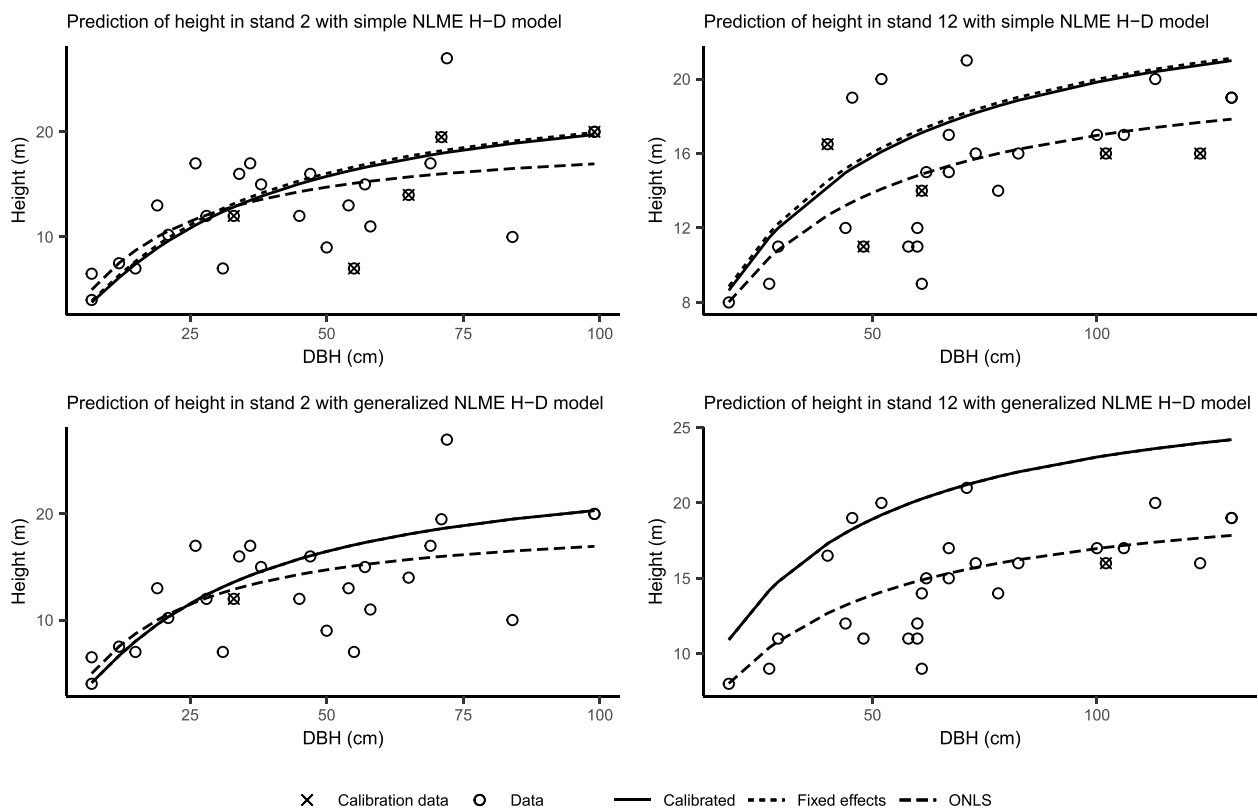 Prediction of height in stand 2 with simple NLME H−D model
20
10
Height (m)
25
50
75
100
DBH (cm)
Prediction of height in stand 12 with simple NLME H−D model
20
16
12
8
Height (m)
50
100
DBH (cm)
Prediction of height in stand 2 with generalized NLME H−D model
20
10
Height (m)
25
50
75
100
DBH (cm)
Prediction of height in stand 12 with generalized NLME H−D model
25
20
15
10
Height (m)
50
100
DBH (cm)
Calibration data Data Calibrated Fixed effects ONLS